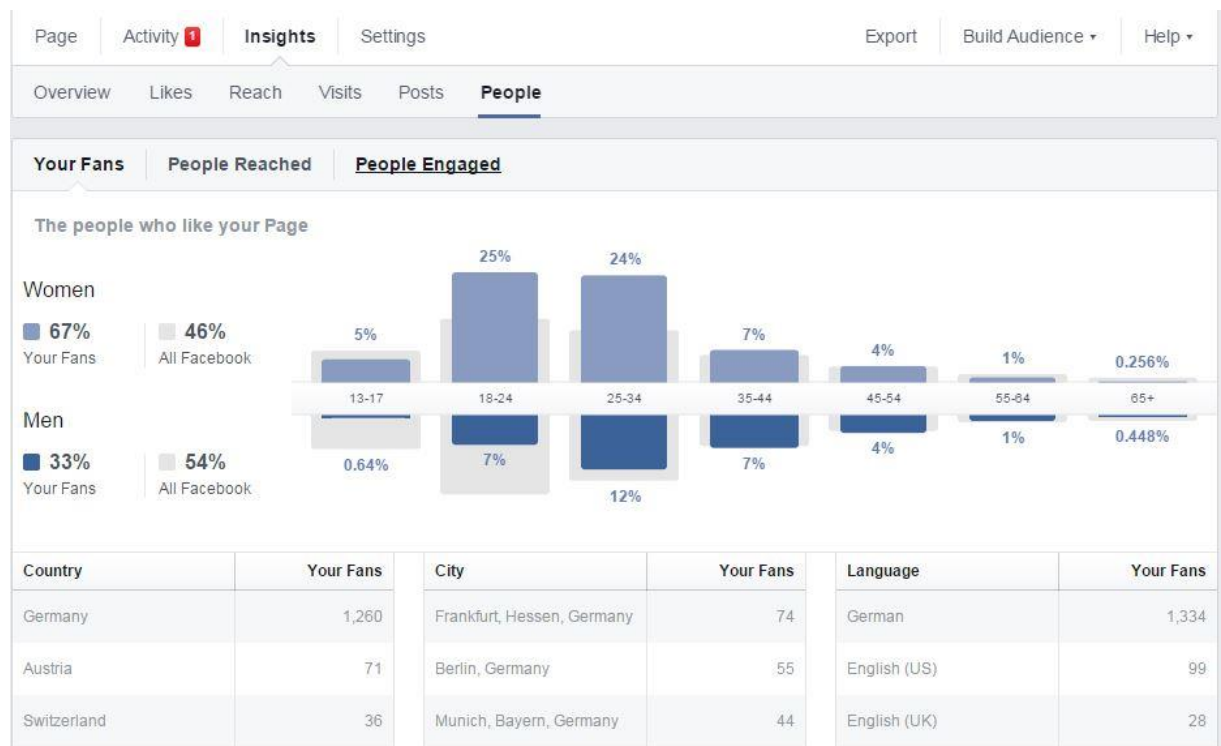 Page Activity 1 Insights Settings Export Build Audience Help
Overview Likes Reach Visits Posts People
Your Fans People Reached People Engaged
The people who like your Page
25% 24%
Women
67% 46% 5% 7% 4% 1% 0.256%
Your Fans All Facebook
13-17 18-24 25-34 35-44 45-54 55-64 65+
Men
33% 54% 0.64% 7% 12% 7% 4% 1% 0.448%
Your Fans All Facebook
Country Your Fans City Your Fans Language Your Fans
Germany 1,260 Frankfurt, Hessen, Germany 74 German 1,334
Austria 71 Berlin, Germany 55 English (US) 99
Switzerland 36 Munich, Bayern, Germany 44 English (UK) 28